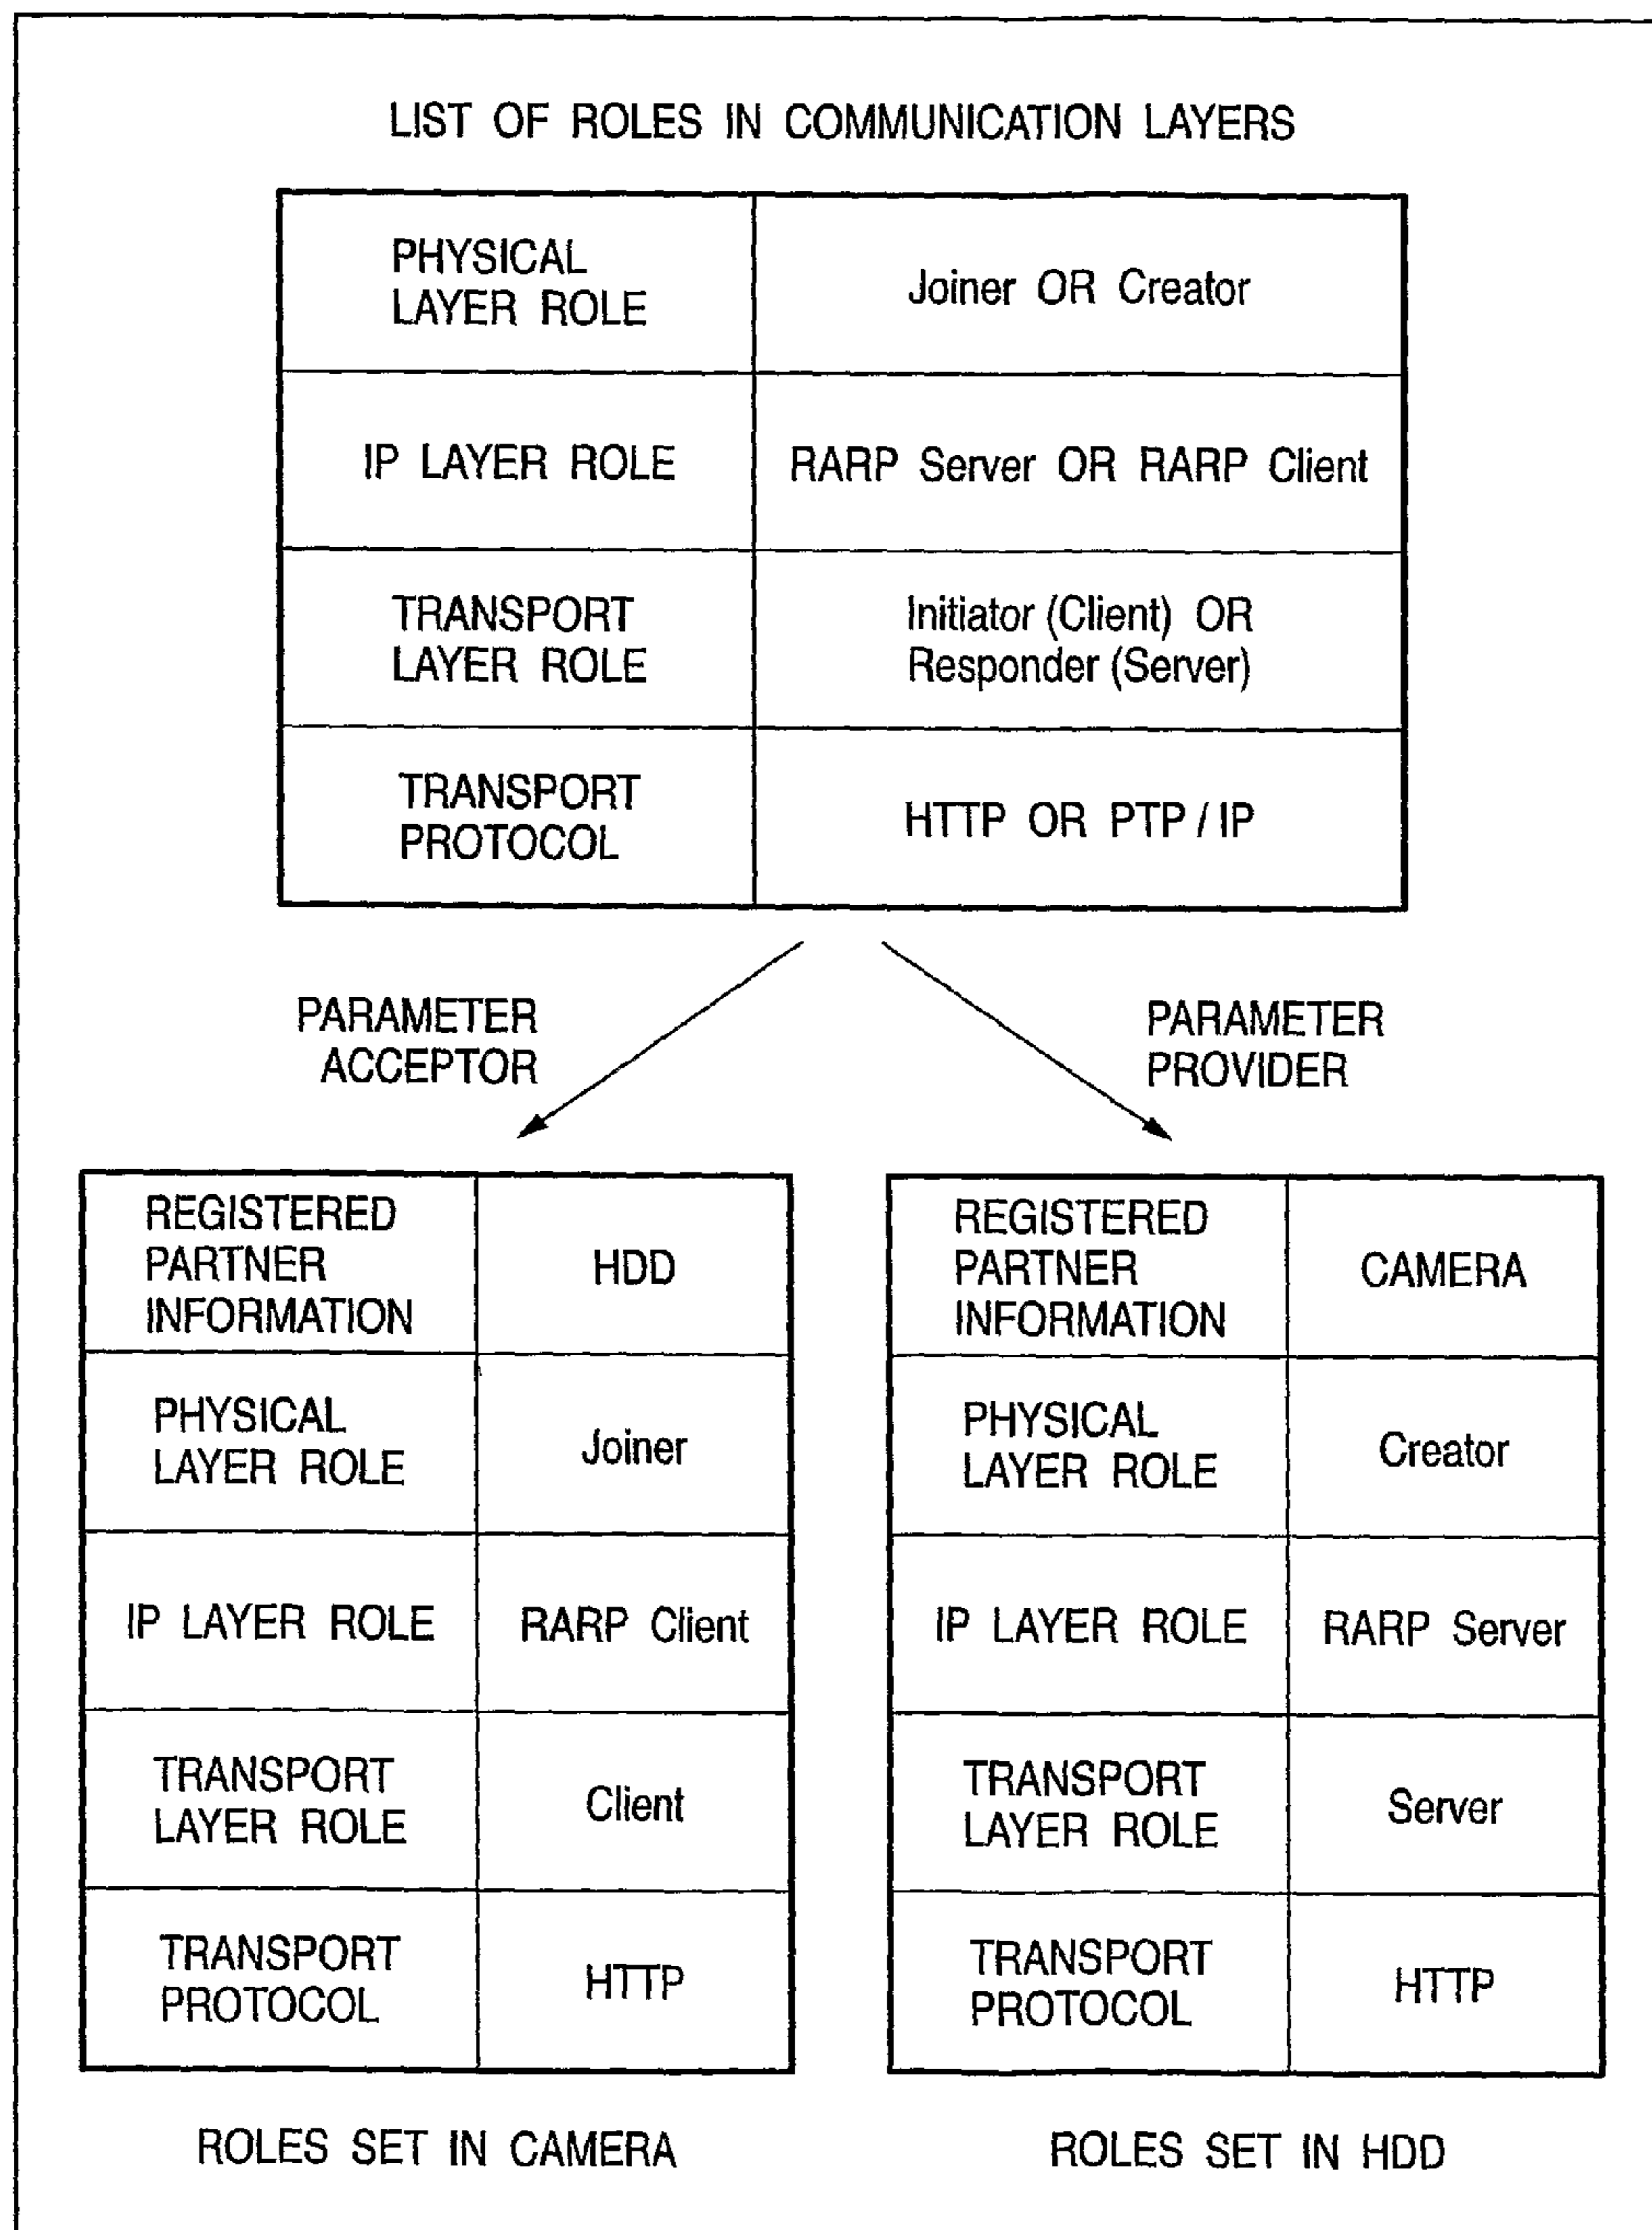 LIST OF ROLES IN COMMUNICATION LAYERS
PHYSICAL
LAYER ROLE
Joiner OR Creator
IP LAYER ROLE
RARP Server OR RARP Client
TRANSPORT
LAYER ROLE
Initiator (Client) OR
Responder (Server)
TRANSPORT
PROTOCOL
HTTP OR PTP / IP
PARAMETER
ACCEPTOR
PARAMETER
PROVIDER
REGISTERED
PARTNER
INFORMATION
HDD
PHYSICAL
LAYER ROLE
Joiner
IP LAYER ROLE
RARP Client
TRANSPORT
LAYER ROLE
Client
TRANSPORT
PROTOCOL
HTTP
ROLES SET IN CAMERA
REGISTERED
PARTNER
INFORMATION
CAMERA
PHYSICAL
LAYER ROLE
Creator
IP LAYER ROLE
RARP Server
TRANSPORT
LAYER ROLE
Server
TRANSPORT
PROTOCOL
HTTP
ROLES SET IN HDD